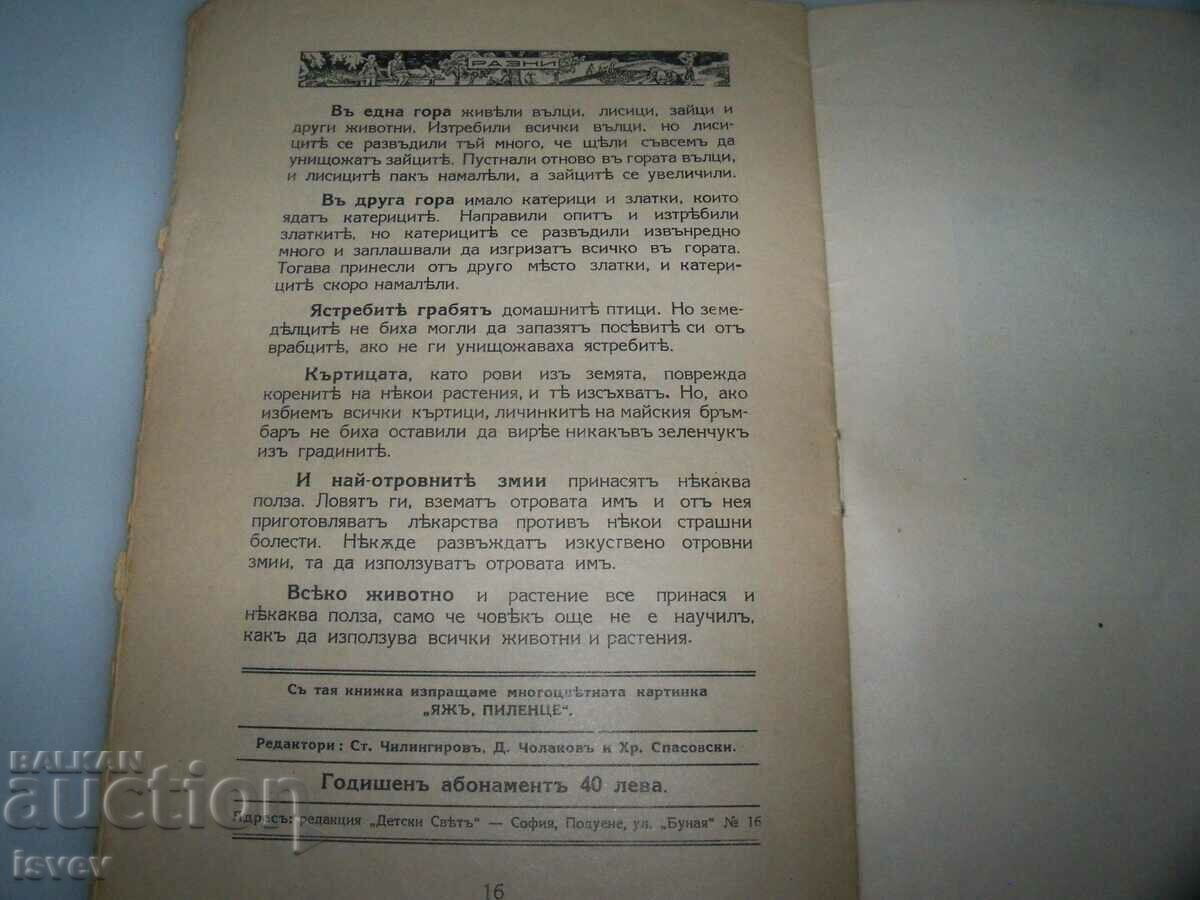 РАЗНИ
Въ една гора живѣли вълци, лисици, зайци и
други животни. Изтребили всички вълци, но лиси-
цитѣ се развъдили тъй много, че щѣли съвсемъ да
унищожатъ зайцитѣ. Пустнали отново въ гората вълци,
и лисицитѣ пакъ намалѣли, а зайцитѣ се увеличили.
Въ друга гора имало катерици и златки, които
ядатъ катерицитѣ. Направили опитъ и изтрѣбили
златкитѣ, но катерицитѣ се развъдили извънредно
много и заплашвали да изгризатъ всичко въ гората.
Тогава принесли отъ друго мѣсто златки, и катери-
цитѣ скоро намалѣли.
Ястребитѣ грабятъ домашнитѣ птици. Но земе-
дѣлцитѣ не биха могли да запазятъ посѣвитѣ си отъ
врабцитѣ, ако не ги унищожаваха ястребитѣ.
Къртицата, като рови изъ земята, поврежда
коренитѣ на нѣкои растения, и тѣ изсъхватъ. Но, ако
избиемъ всички къртици, личинкитѣ на майския бръм-
баръ не биха оставили да вирѣе никакъвъ зеленчукъ
изъ градинитѣ.
И най-отровнитѣ змии принасятъ нѣкаква
полза. Ловятъ ги, взематъ отровата имъ и отъ нея
приготовляватъ лѣкарства противъ нѣкои страшни
болести. Нѣкѫде развъждатъ изкуствено отровни
змии, та да използуватъ отровата имъ.
Всѣко животно и растение все принася и
нѣкаква полза, само че човѣкъ още не е научилъ,
какъ да използува всички животни и растения.
Съ тая книжка изпращаме многоцвѣтната картинка
„ЯЖЪ, ПИЛЕНЦЕ“.
Редактори: Ст. Чилингировъ, Д. Чолаковъ и Хр. Спасовски.
Годишенъ абонаментъ 40 лева.
Адресъ: редакция „Детски Свѣтъ“ — София, Подуене, ул. „Буная“ № 16
16
BALKAN
auction
isvev